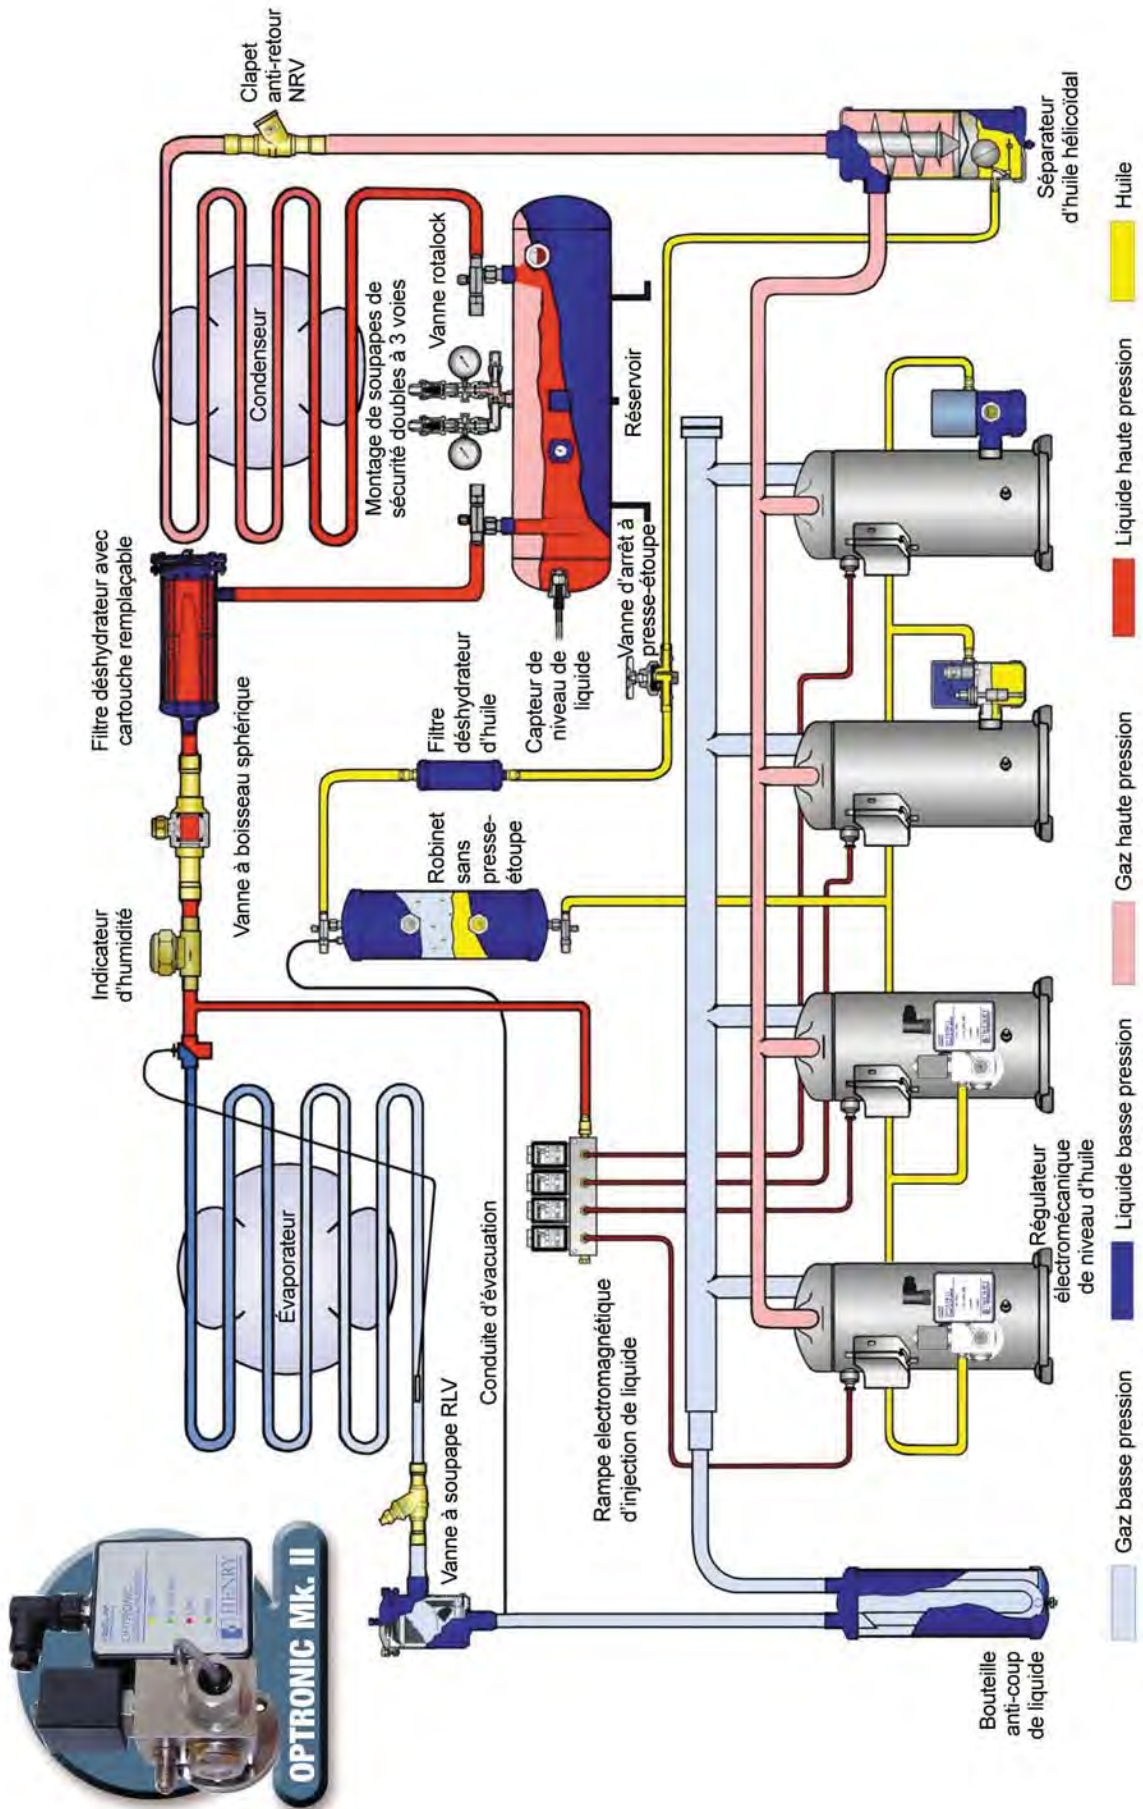 OPTRONIC
HENRY
OPTRONIC Mk. II
Indicateur
d'humidité
Filtre déshydrateur avec
cartouche remplaçable
Clapet
anti-retour
NRV
Vanne à boisseau sphérique
Évaporateur
Condenseur
Montage de soupapes de
sécurité doubles à 3 voies
Vanne rotalock
Vanne à soupape RLV
Conduite d'évacuation
Robinet
sans
presse-
étoupe
Filtre
déshydrateur
d'huile
Capteur de
niveau de
liquide
Vanne d'arrêt à
presse-étoupe
Réservoir
Rampe electromagnétique
d'injection de liquide
Bouteille
anti-coup
de liquide
Régulateur
électromécanique
de niveau d'huile
Séparateur
d'huile hélicoïdal
Gaz basse pression
Liquide basse pression
Gaz haute pression
Liquide haute pression
Huile